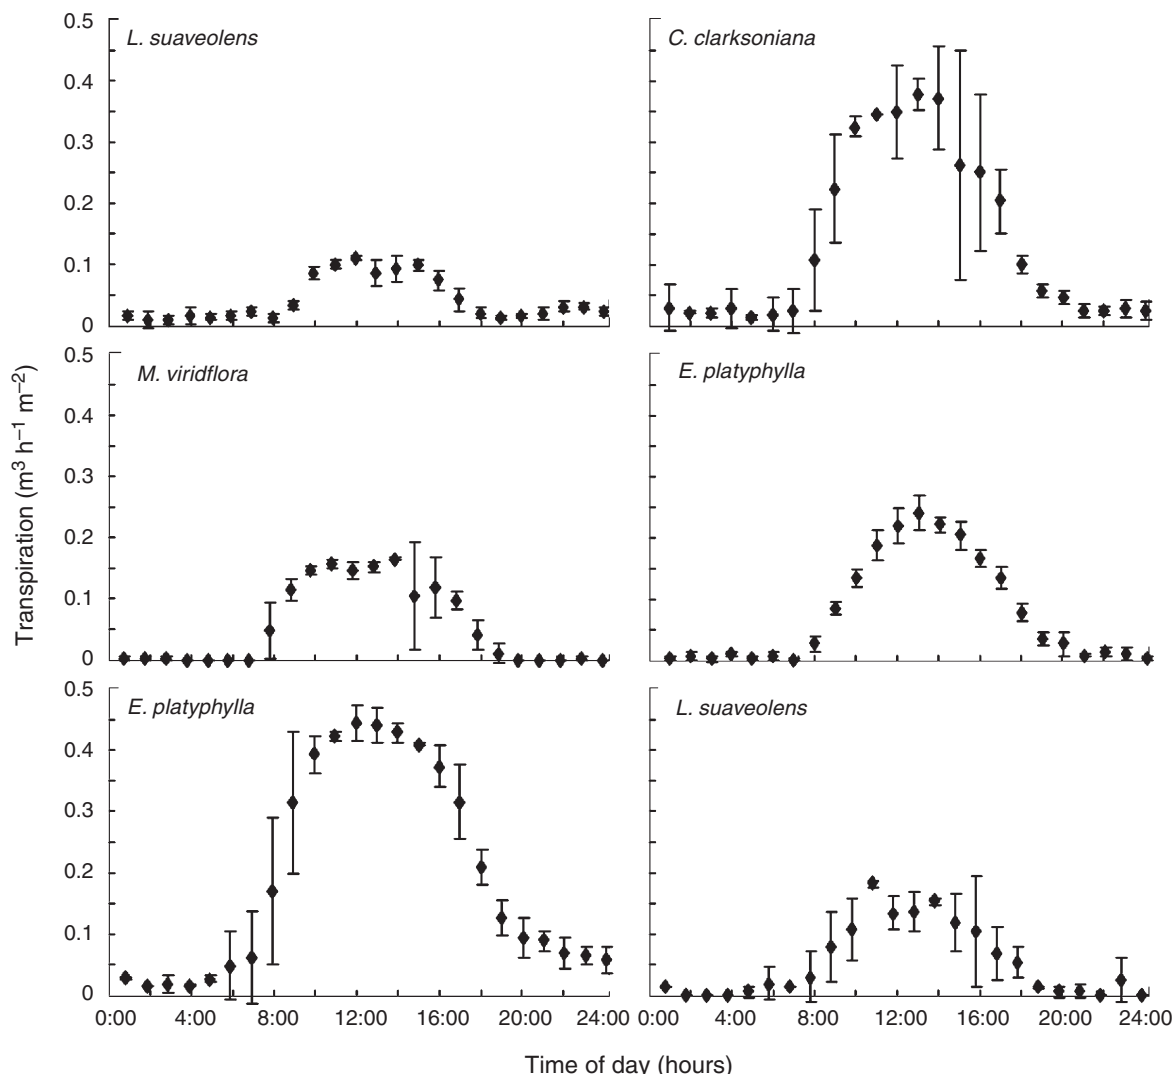 0.5
0.4
0.3
0.2
0.1
0
L. suaveolens
C. clarksoniana
0.5
0.4
0.3
0.2
0.1
0
M. viridflora
E. platyphylla
0.5
0.4
0.3
0.2
0.1
0
E. platyphylla
L. suaveolens
Transpiration (m³ h⁻¹ m⁻²)
0:00 4:00 8:00 12:00 16:00 20:00 24:00
0:00 4:00 8:00 12:00 16:00 20:00 24:00
Time of day (hours)